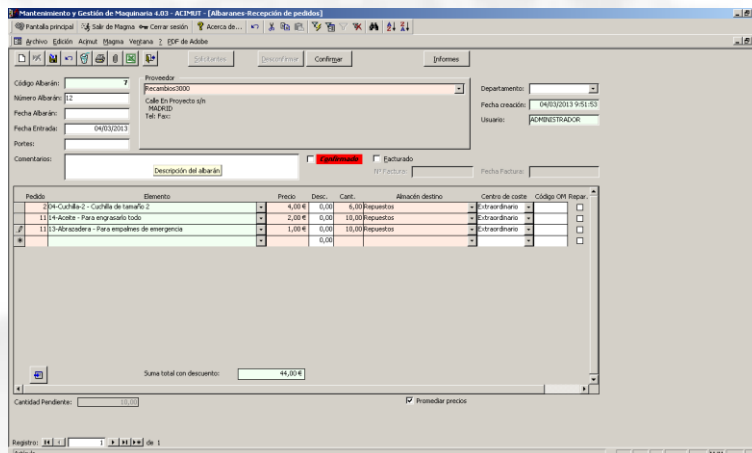 Mantenimiento y Gestión de Maquinaria 4.03 - ACIMUT - [Albaranes-Recepción de pedidos]
Pantalla principal Salir de Magma Cerrar sesión Acerca de...
Archivo Edición Acimut Magma Ventana ? PDF de Adobe
Solicitantes Desconfirmar Confirmar Informes
Código Albarán: 7
Número Albarán: 12
Fecha Albarán:
Fecha Entrada: 04/03/2013
Portes:
Proveedor
Recambios3000
Calle En Proyecto s/n
MADRID
Tel: Fax:
Departamento:
Fecha creación: 04/03/2013 9:51:53
Usuario: ADMINISTRADOR
Comentarios:
Descripción del albarán
Confirmado Facturado
Nº Factura: Fecha Factura:
Pedido Elemento Precio Desc. Cant. Almacén destino Centro de coste Código OM Repar.
2 04-Cuchilla-2 - Cuchilla de tamaño 2 4,00 € 0,00 6,00 Repuestos Extraordinario
11 14-Aceite - Para engrasarlo todo 2,00 € 0,00 10,00 Repuestos Extraordinario
11 13-Abrazadera - Para empalmes de emergencia 1,00 € 0,00 10,00 Repuestos Extraordinario
0,00
Suma total con descuento: 44,00 €
Cantidad Pendiente: 10,00
Promediar precios
Registro: 1 de 1